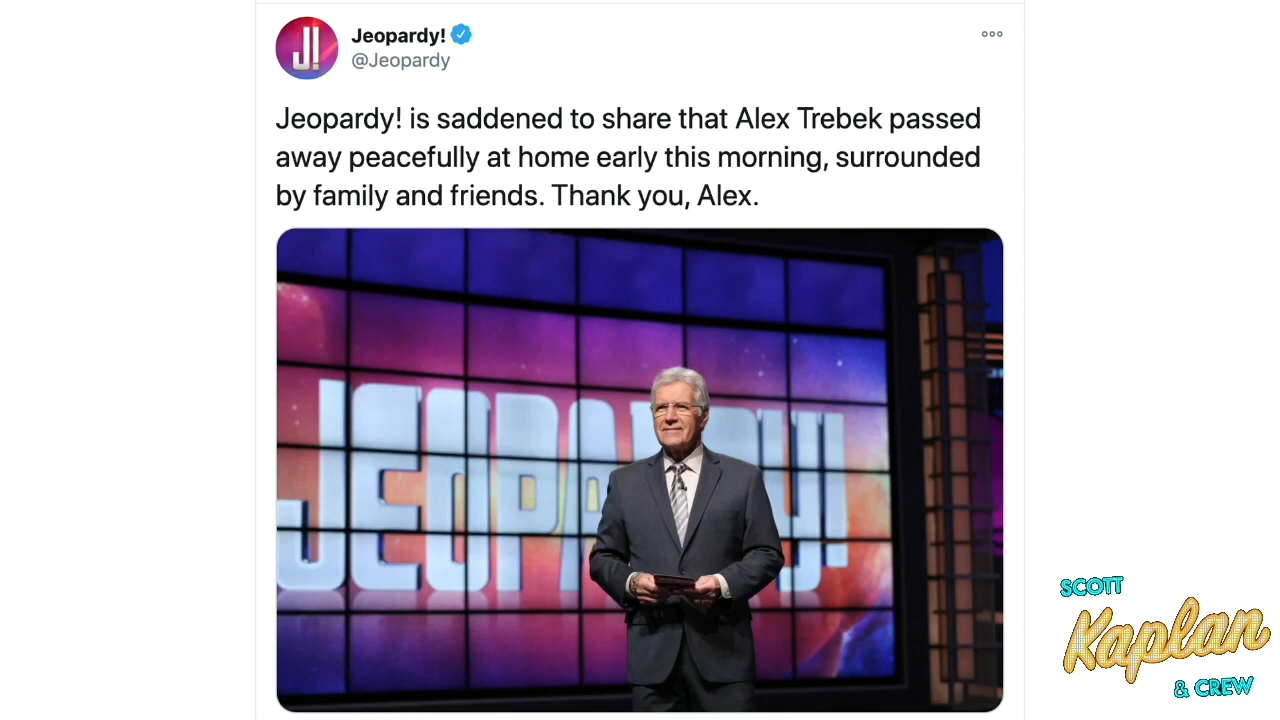 Jeopardy!
@Jeopardy
Jeopardy! is saddened to share that Alex Trebek passed
away peacefully at home early this morning, surrounded
by family and friends. Thank you, Alex.
JEOPARDY!
SCOTT
Kaplan
& CREW